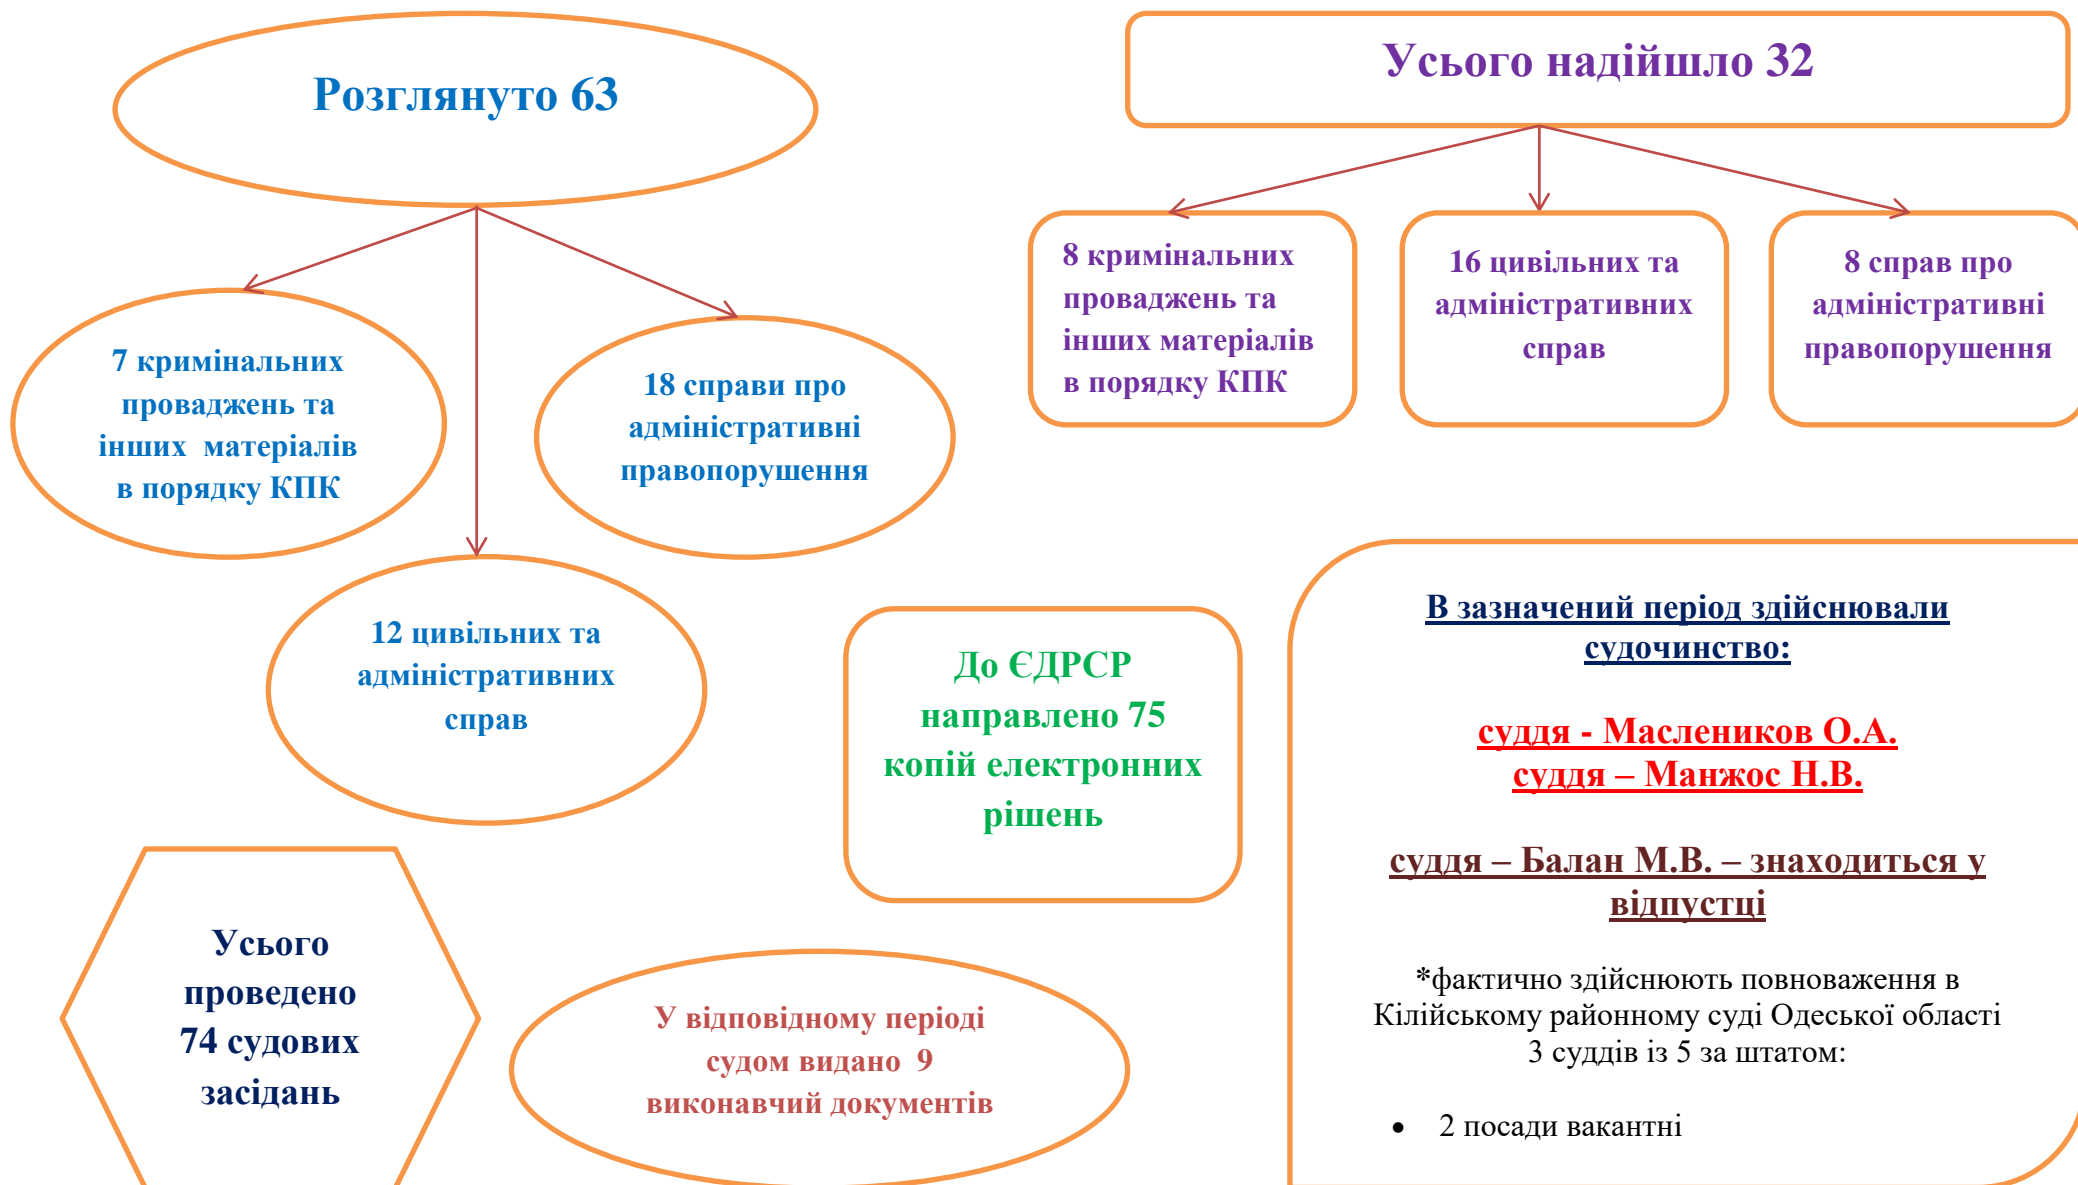 Розглянуто 63
7 кримінальних
проваджень та
інших  матеріалів
в порядку КПК
18 справи про
адміністративні
правопорушення
12 цивільних та
адміністративних
справ
Усього надійшло 32
8 кримінальних
проваджень та
інших матеріалів
в порядку КПК
16 цивільних та
адміністративних
справ
8 справ про
адміністративні
правопорушення
До ЄДРСР
направлено 75
копій електронних
рішень
Усього
проведено
74 судових
засідань
У відповідному періоді
судом видано  9
виконавчий документів
В зазначений період здійснювали
судочинство:
суддя - Маслеников О.А.
суддя – Манжос Н.В.
суддя – Балан М.В. – знаходиться у
відпустці
*фактично здійснюють повноваження в
Кілійському районному суді Одеської області
3 суддів із 5 за штатом:
• 2 посади вакантні